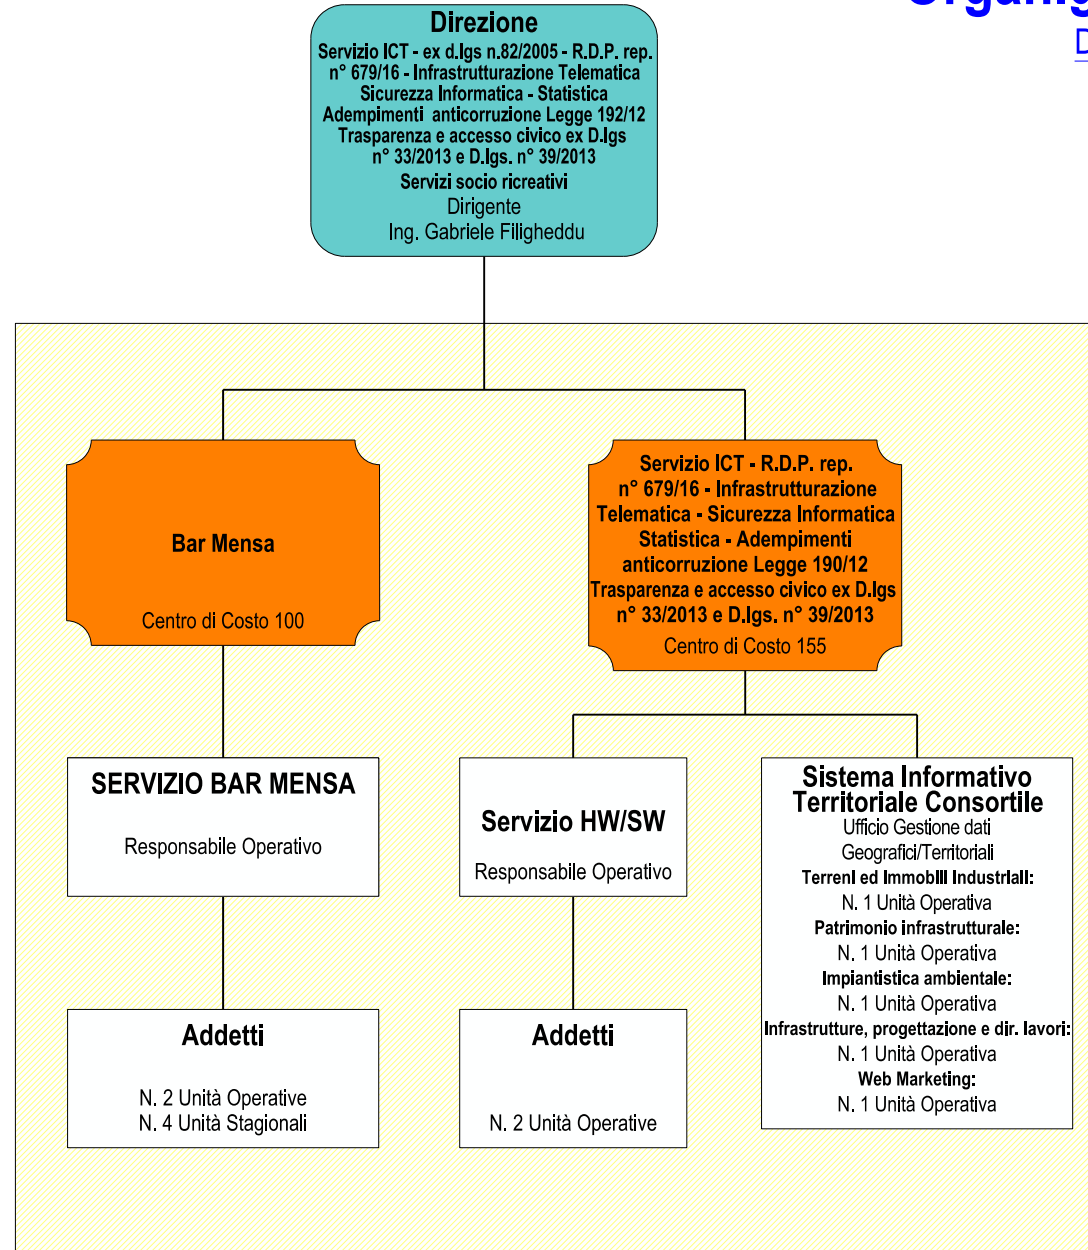 Direzione
Servizio ICT - ex d.lgs n.82/2005 - R.D.P. rep.
n° 679/16 - Infrastrutturazione Telematica
Sicurezza Informatica - Statistica
Adempimenti anticorruzione Legge 192/12
Trasparenza e accesso civico ex D.lgs
n° 33/2013 e D.lgs. n° 39/2013
Servizi socio ricreativi
Dirigente
Ing. Gabriele Filigheddu
Bar Mensa
Centro di Costo 100
Servizio ICT - R.D.P. rep.
n° 679/16 - Infrastrutturazione
Telematica - Sicurezza Informatica
Statistica - Adempimenti
anticorruzione Legge 190/12
Trasparenza e accesso civico ex D.lgs
n° 33/2013 e D.lgs. n° 39/2013
Centro di Costo 155
SERVIZIO BAR MENSA
Responsabile Operativo
Servizio HW/SW
Responsabile Operativo
Sistema Informativo
Territoriale Consortile
Ufficio Gestione dati
Geografici/Territoriali
Terreni ed Immobili Industriali:
N. 1 Unità Operativa
Patrimonio infrastrutturale:
N. 1 Unità Operativa
Impiantistica ambientale:
N. 1 Unità Operativa
Infrastrutture, progettazione e dir. lavori:
N. 1 Unità Operativa
Web Marketing:
N. 1 Unità Operativa
Addetti
N. 2 Unità Operative
N. 4 Unità Stagionali
Addetti
N. 2 Unità Operative